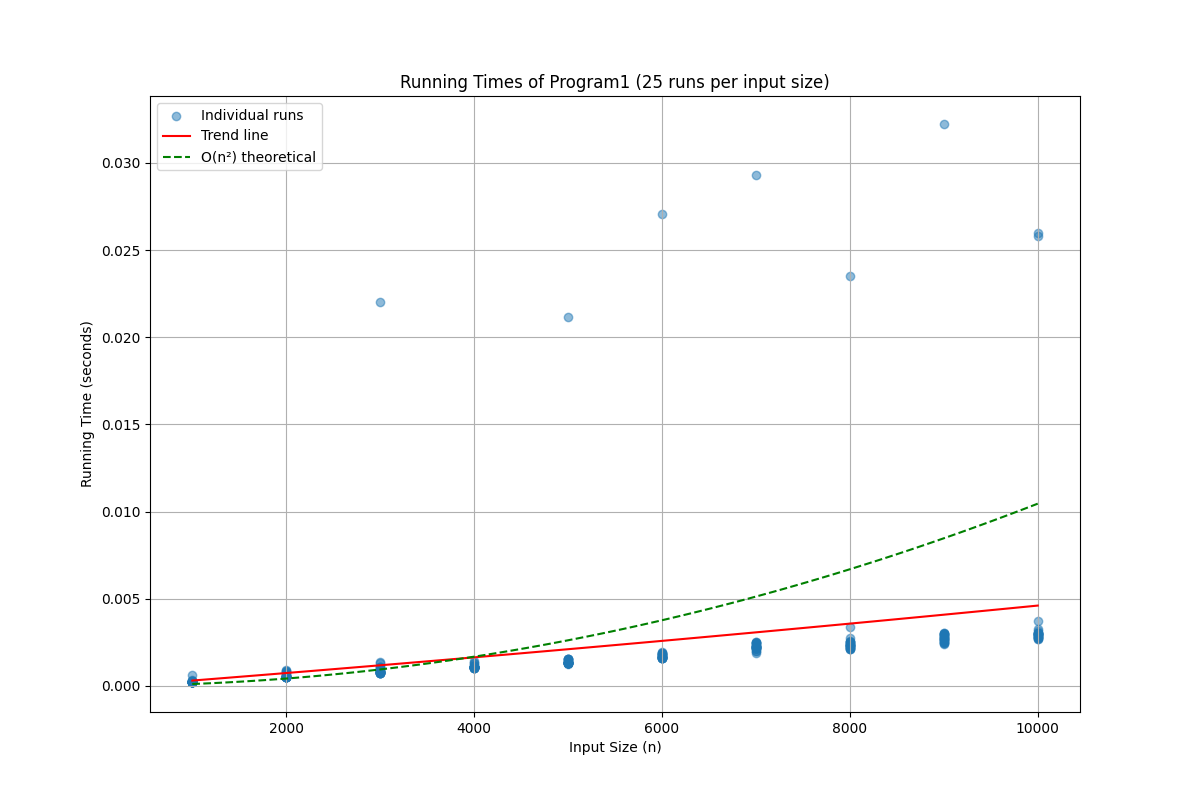 Running Times of Program1 (25 runs per input size)
Individual runs
Trend line
O(n²) theoretical
Running Time (seconds)
0.030
0.025
0.020
0.015
0.010
0.005
0.000
2000 4000 6000 8000 10000
Input Size (n)